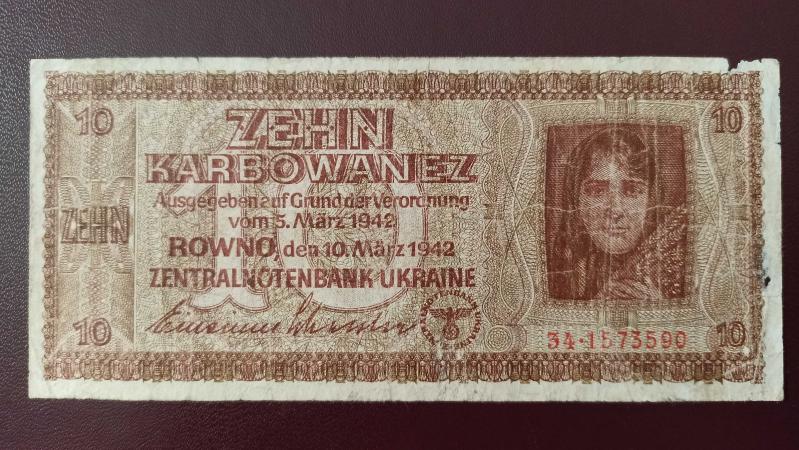 10
10
ZEHN
KARBOWANEZ
Ausgegeben auf Grund der Verordnung
vom 5. März 1942
ZEHN
ROWNO, den 10. März 1942
ZENTRALNOTENBANK UKRAINE
10
34·1573590
10